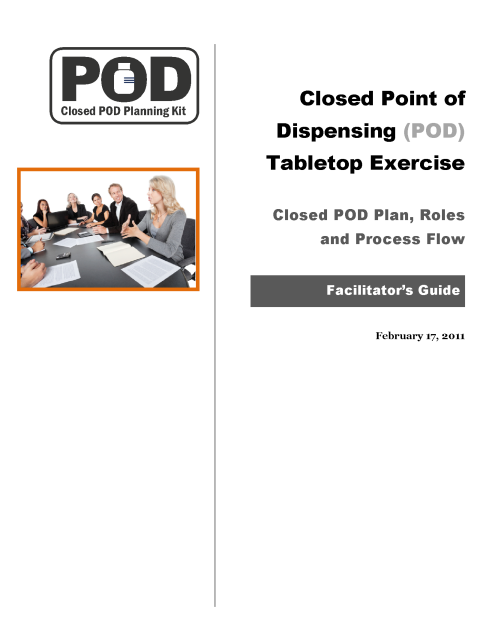 POD
Closed POD Planning Kit
Closed Point of
Dispensing (POD)
Tabletop Exercise
Closed POD Plan, Roles
and Process Flow
Facilitator's Guide
February 17, 2011